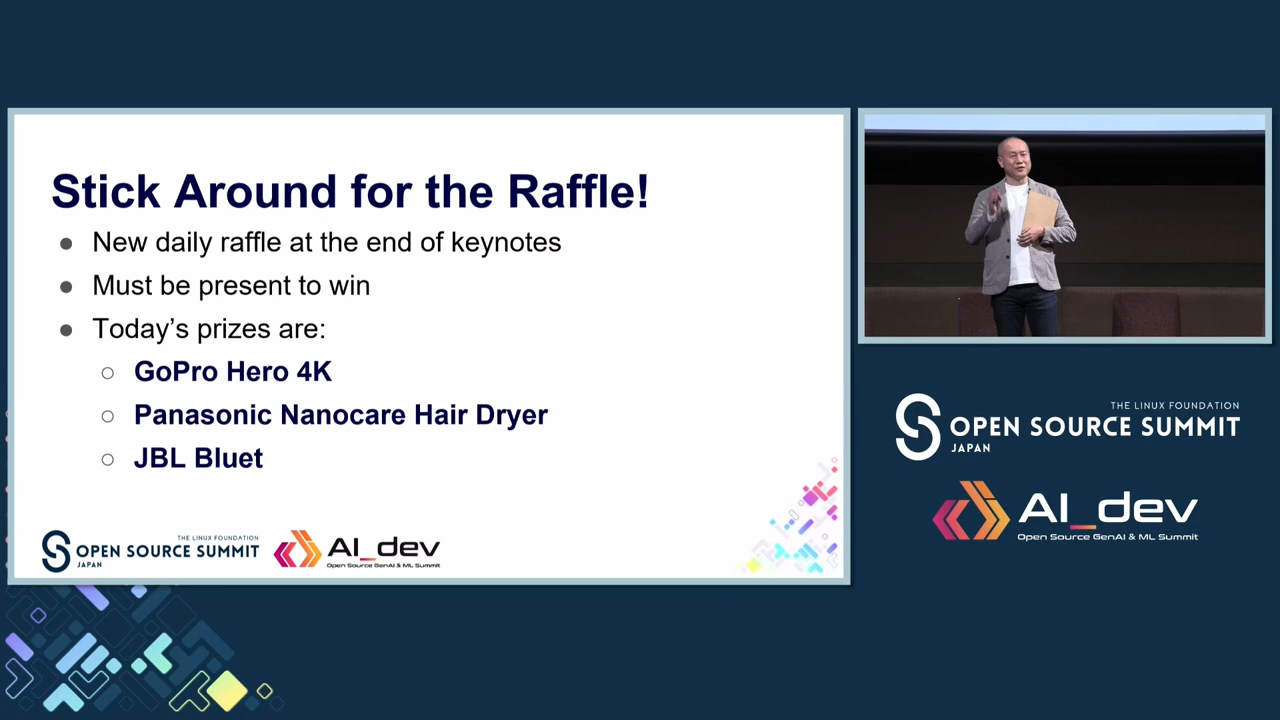 Stick Around for the Raffle!
● New daily raffle at the end of keynotes
● Must be present to win
● Today’s prizes are:
○ GoPro Hero 4K
○ Panasonic Nanocare Hair Dryer
○ JBL Bluet
THE LINUX FOUNDATION
OPEN SOURCE SUMMIT
JAPAN
AI_dev
Open Source GenAI & ML Summit
THE LINUX FOUNDATION
OPEN SOURCE SUMMIT
JAPAN
AI_dev
Open Source GenAI & ML Summit